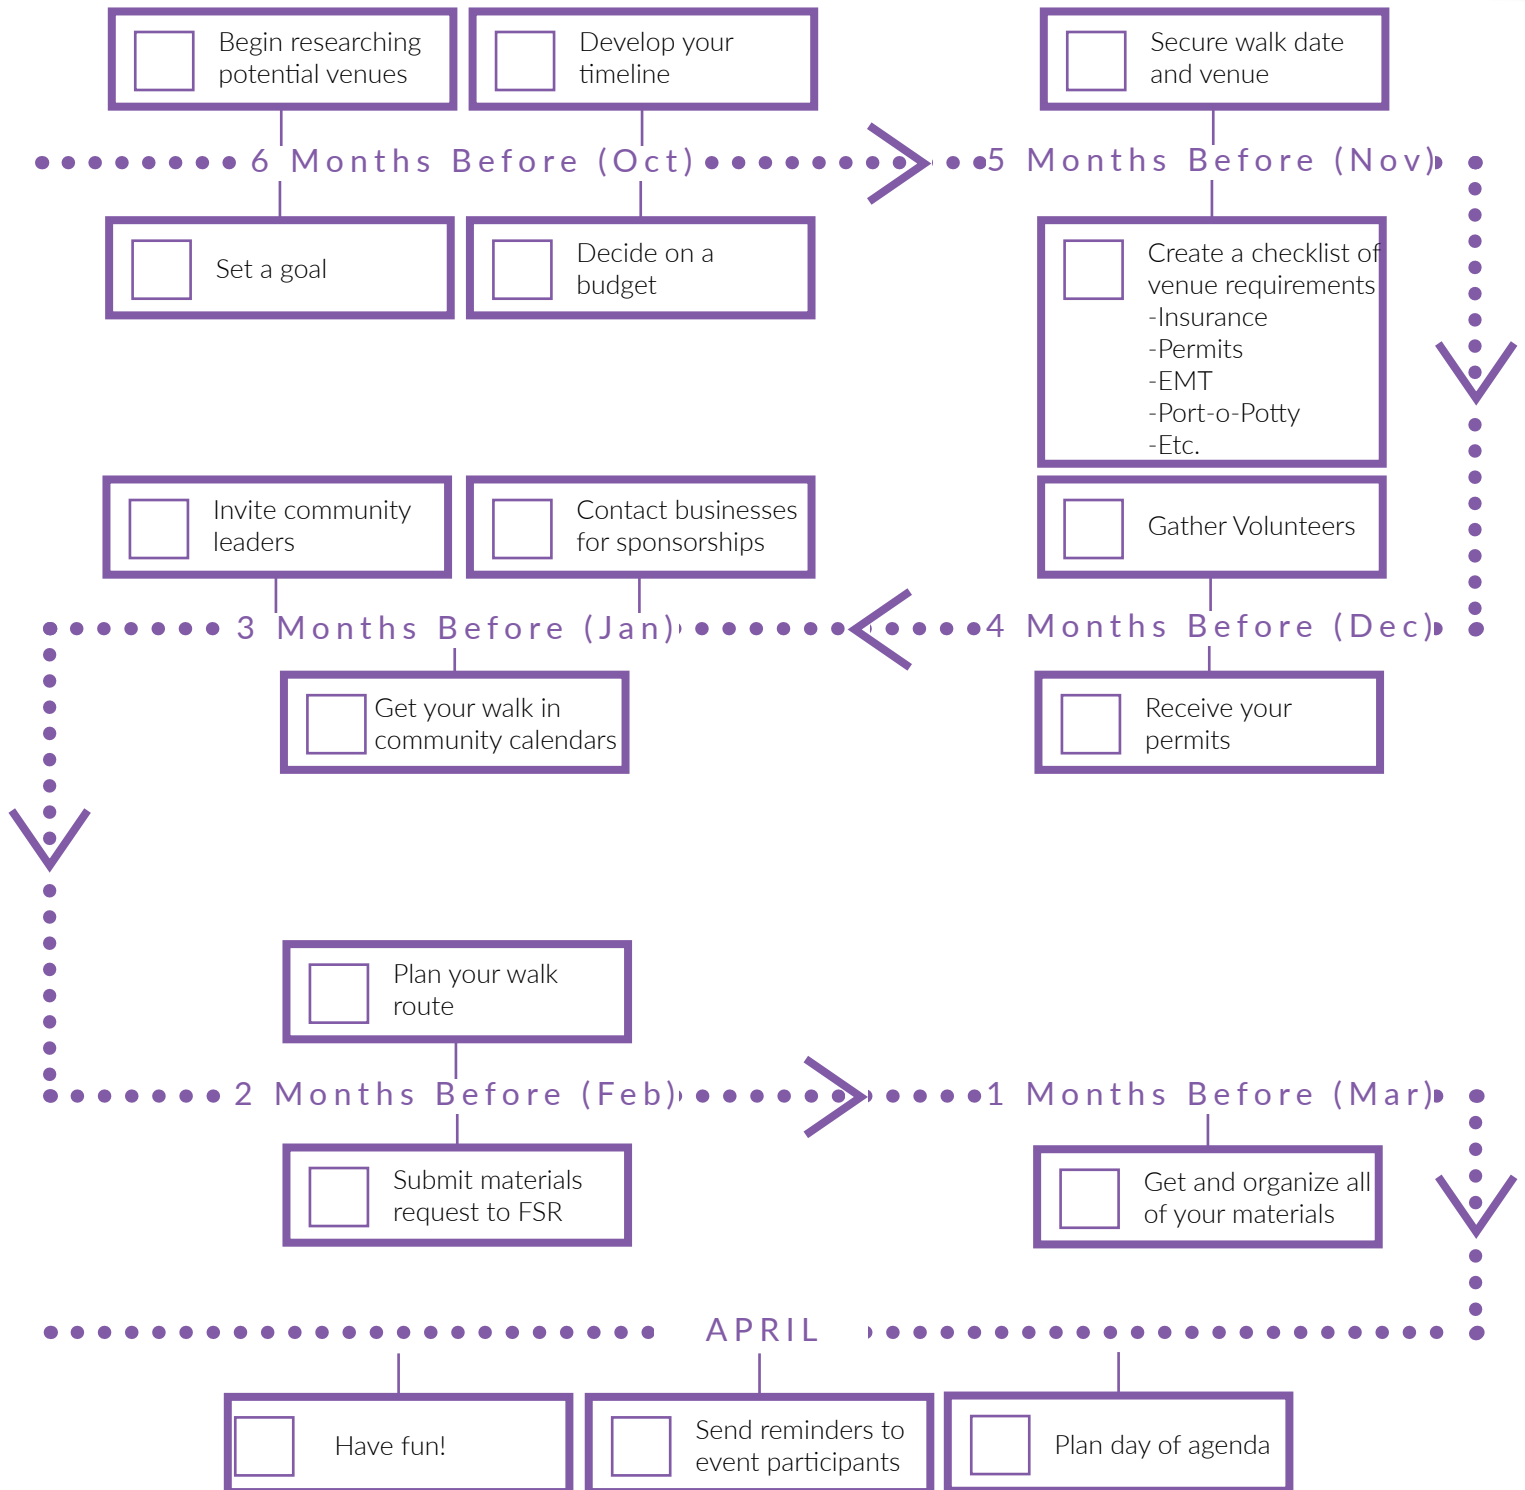 Begin researching
potential venues
Develop your
timeline
Secure walk date
and venue
6 Months Before (Oct)
5 Months Before (Nov)
Set a goal
Decide on a
budget
Create a checklist of
venue requirements
-Insurance
-Permits
-EMT
-Port-o-Potty
-Etc.
Invite community
leaders
Contact businesses
for sponsorships
Gather Volunteers
3 Months Before (Jan)
4 Months Before (Dec)
Get your walk in
community calendars
Receive your
permits
Plan your walk
route
2 Months Before (Feb)
1 Months Before (Mar)
Submit materials
request to FSR
Get and organize all
of your materials
APRIL
Have fun!
Send reminders to
event participants
Plan day of agenda